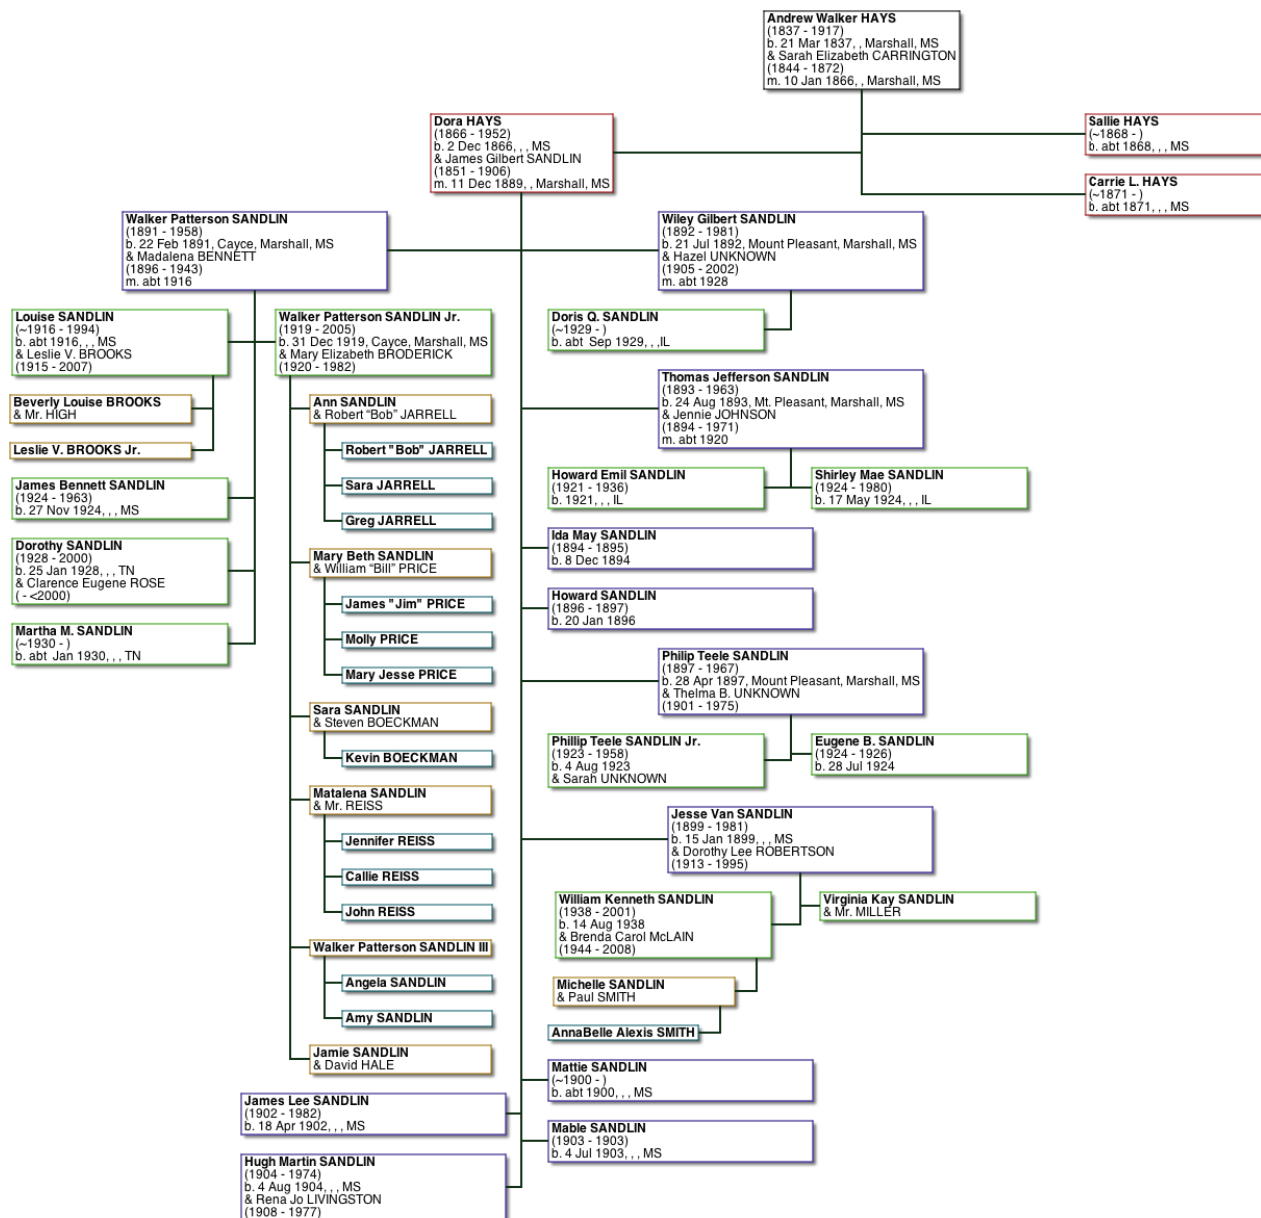 Andrew Walker HAYS
(1837 - 1917)
b. 21 Mar 1837, , Marshall, MS
& Sarah Elizabeth CARRINGTON
(1844 - 1872)
m. 10 Jan 1866, , Marshall, MS
Dora HAYS
(1866 - 1952)
b. 2 Dec 1866, , , MS
& James Gilbert SANDLIN
(1851 - 1906)
m. 11 Dec 1889, , Marshall, MS
Sallie HAYS
(~1868 - )
b. abt 1868, , , MS
Carrie L. HAYS
(~1871 - )
b. abt 1871, , , MS
Walker Patterson SANDLIN
(1891 - 1958)
b. 22 Feb 1891, Cayce, Marshall, MS
& Madalena BENNETT
(1896 - 1943)
m. abt 1916
Wiley Gilbert SANDLIN
(1892 - 1981)
b. 21 Jul 1892, Mount Pleasant, Marshall, MS
& Hazel UNKNOWN
(1905 - 2002)
m. abt 1928
Louise SANDLIN
(~1916 - 1994)
b. abt 1916, , , MS
& Leslie V. BROOKS
(1915 - 2007)
Walker Patterson SANDLIN Jr.
(1919 - 2005)
b. 31 Dec 1919, Cayce, Marshall, MS
& Mary Elizabeth BRODERICK
(1920 - 1982)
Doris Q. SANDLIN
(~1929 - )
b. abt Sep 1929, , ,IL
Beverly Louise BROOKS
& Mr. HIGH
Leslie V. BROOKS Jr.
James Bennett SANDLIN
(1924 - 1963)
b. 27 Nov 1924, , , MS
Dorothy SANDLIN
(1928 - 2000)
b. 25 Jan 1928, , , TN
& Clarence Eugene ROSE
( - <2000)
Martha M. SANDLIN
(~1930 - )
b. abt Jan 1930, , , TN
Ann SANDLIN
& Robert “Bob” JARRELL
Robert "Bob" JARRELL
Sara JARRELL
Greg JARRELL
Mary Beth SANDLIN
& William “Bill” PRICE
James "Jim" PRICE
Molly PRICE
Mary Jesse PRICE
Sara SANDLIN
& Steven BOECKMAN
Kevin BOECKMAN
Matalena SANDLIN
& Mr. REISS
Jennifer REISS
Callie REISS
John REISS
Walker Patterson SANDLIN III
Angela SANDLIN
Amy SANDLIN
Jamie SANDLIN
& David HALE
Thomas Jefferson SANDLIN
(1893 - 1963)
b. 24 Aug 1893, Mt. Pleasant, Marshall, MS
& Jennie JOHNSON
(1894 - 1971)
m. abt 1920
Howard Emil SANDLIN
(1921 - 1936)
b. 1921, , , IL
Shirley Mae SANDLIN
(1924 - 1980)
b. 17 May 1924, , , IL
Ida May SANDLIN
(1894 - 1895)
b. 8 Dec 1894
Howard SANDLIN
(1896 - 1897)
b. 20 Jan 1896
Philip Teele SANDLIN
(1897 - 1967)
b. 28 Apr 1897, Mount Pleasant, Marshall, MS
& Thelma B. UNKNOWN
(1901 - 1975)
Phillip Teele SANDLIN Jr.
(1923 - 1958)
b. 4 Aug 1923
& Sarah UNKNOWN
Eugene B. SANDLIN
(1924 - 1926)
b. 28 Jul 1924
Jesse Van SANDLIN
(1899 - 1981)
b. 15 Jan 1899, , , MS
& Dorothy Lee ROBERTSON
(1913 - 1995)
William Kenneth SANDLIN
(1938 - 2001)
b. 14 Aug 1938
& Brenda Carol McLAIN
(1944 - 2008)
Virginia Kay SANDLIN
& Mr. MILLER
Michelle SANDLIN
& Paul SMITH
AnnaBelle Alexis SMITH
Mattie SANDLIN
(~1900 - )
b. abt 1900, , , MS
James Lee SANDLIN
(1902 - 1982)
b. 18 Apr 1902, , , MS
Mable SANDLIN
(1903 - 1903)
b. 4 Jul 1903, , , MS
Hugh Martin SANDLIN
(1904 - 1974)
b. 4 Aug 1904, , , MS
& Rena Jo LIVINGSTON
(1908 - 1977)